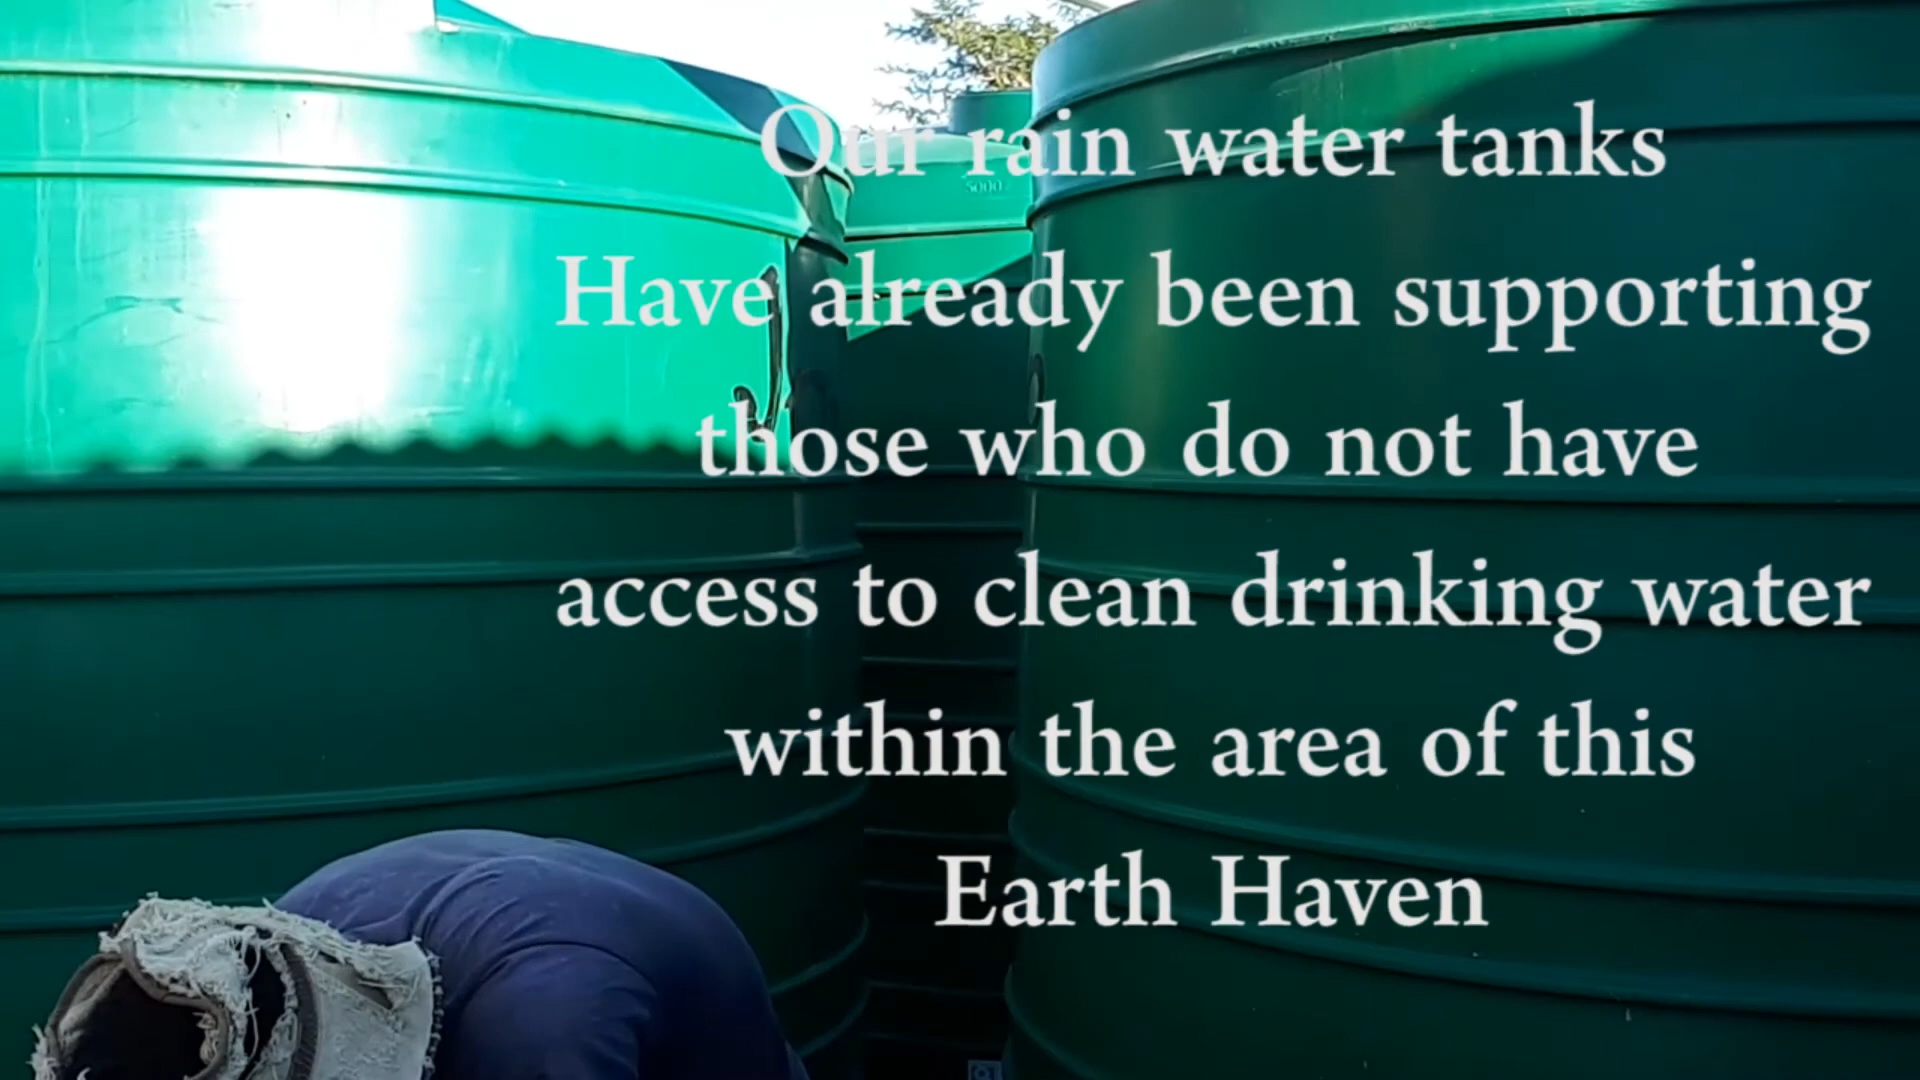 Our rain water tanks
5000
Have already been supporting
those who do not have
access to clean drinking water
within the area of this
Earth Haven